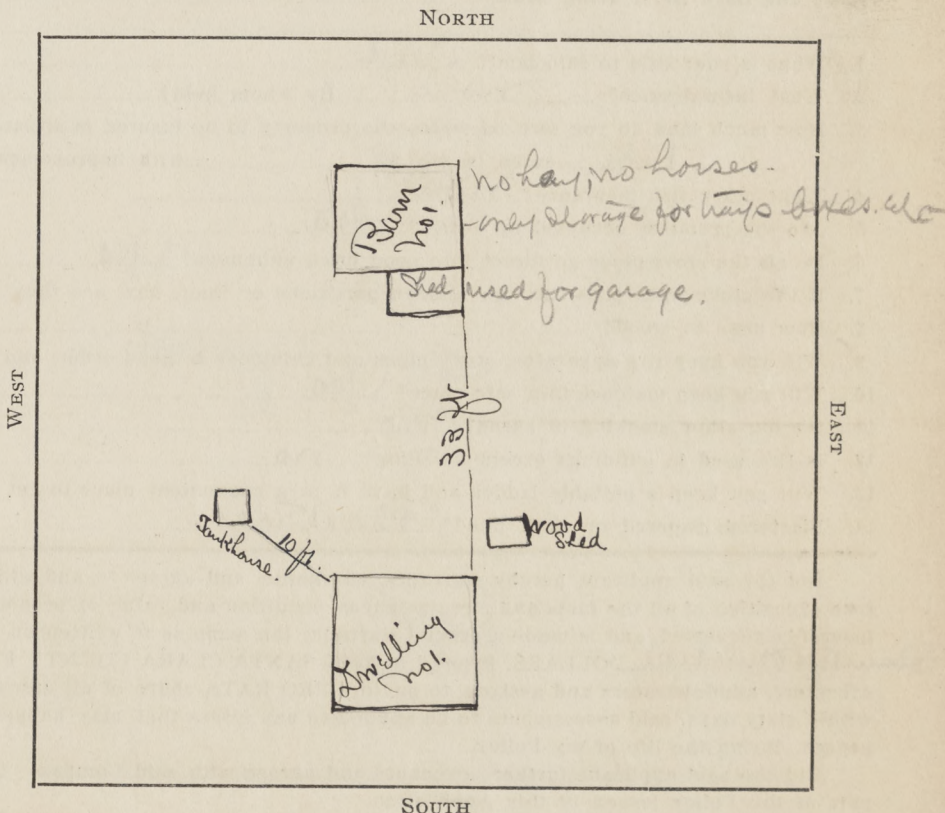 NORTH
no hay, no horses -
Barn
No 1.
- only storage for trays boxes. etc
Shed used for garage.
WEST
EAST
33 ft
Tankhouse
10 ft.
Wood
Shed
Dwelling
No 1.
SOUTH